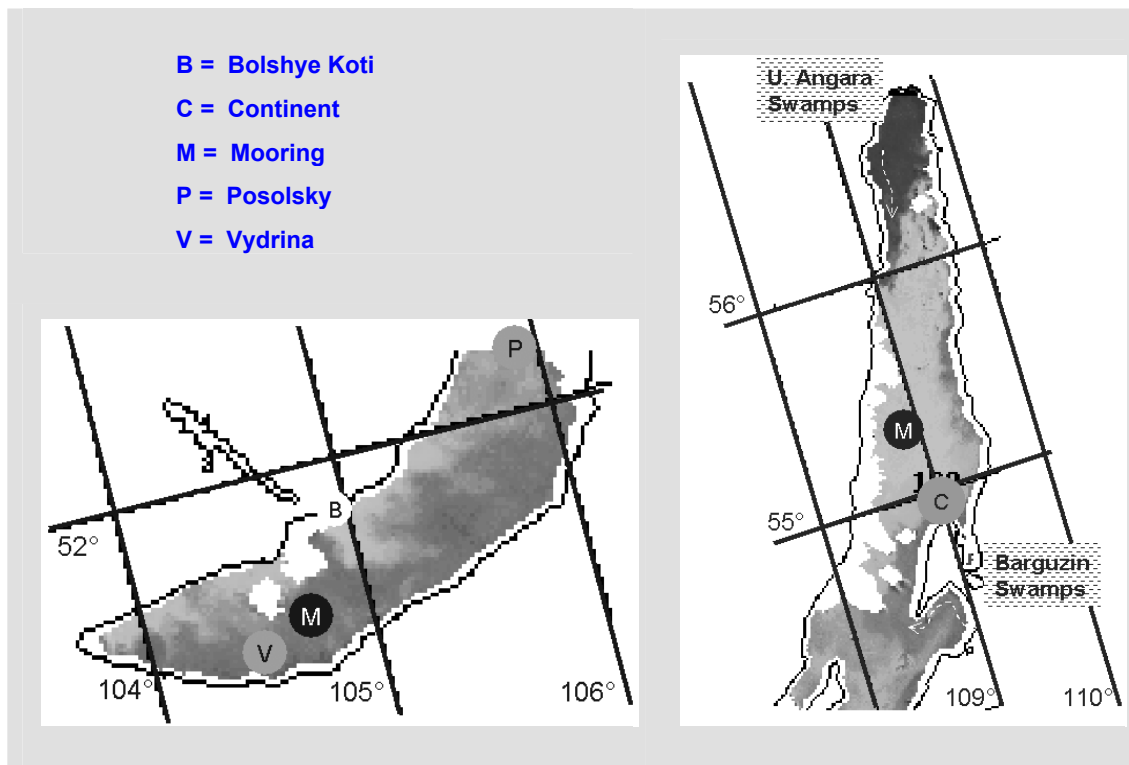 B = Bolshye Koti
C = Continent
M = Mooring
P = Posolsky
V = Vydrina
P
B
52°
M
V
104°
105°
106°
U. Angara
Swamps
56°
M
C
55°
Barguzin
Swamps
109°
110°